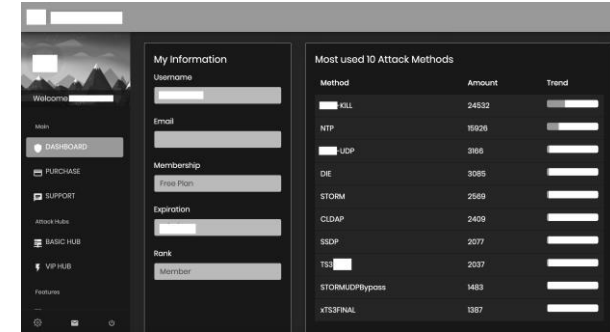 Welcome
Main
DASHBOARD
PURCHASE
SUPPORT
Attack Hubs
BASIC HUB
VIP HUB
Features
My Information
Username
Email
Membership
Free Plan
Expiration
Rank
Member
Most used 10 Attack Methods
Method Amount Trend
-KILL 24532
NTP 15926
-UDP 3166
DIE 3085
STORM 2569
CLDAP 2409
SSDP 2077
TS3 2037
STORMUDPBypass 1483
xTS3FINAL 1387